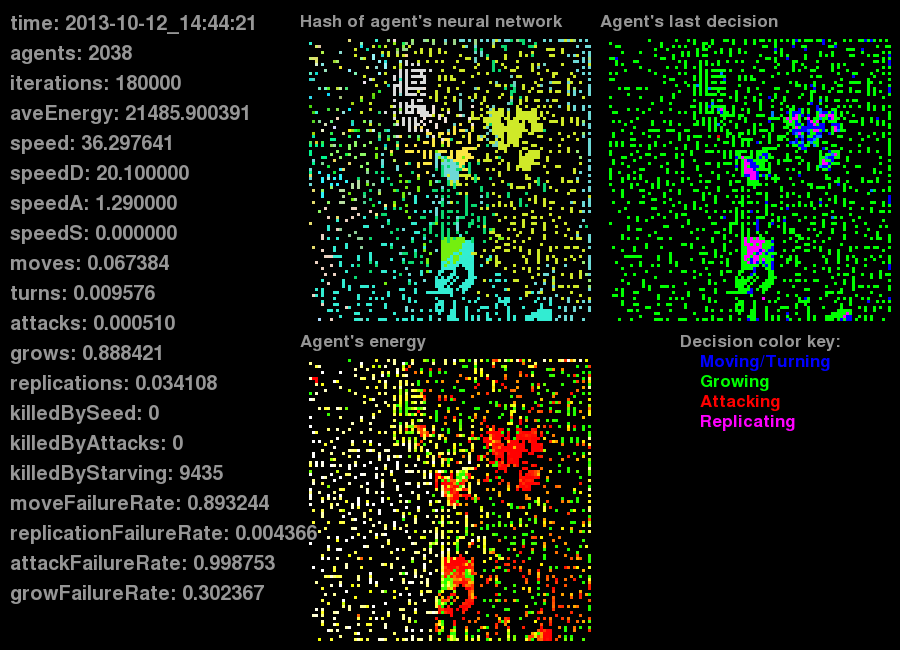 time: 2013-10-12_14:44:21
agents: 2038
iterations: 180000
aveEnergy: 21485.900391
speed: 36.297641
speedD: 20.100000
speedA: 1.290000
speedS: 0.000000
moves: 0.067384
turns: 0.009576
attacks: 0.000510
grows: 0.888421
replications: 0.034108
killedBySeed: 0
killedByAttacks: 0
killedByStarving: 9435
moveFailureRate: 0.893244
replicationFailureRate: 0.004366
attackFailureRate: 0.998753
growFailureRate: 0.302367
Hash of agent's neural network
Agent's last decision
Agent's energy
Decision color key:
Moving/Turning
Growing
Attacking
Replicating